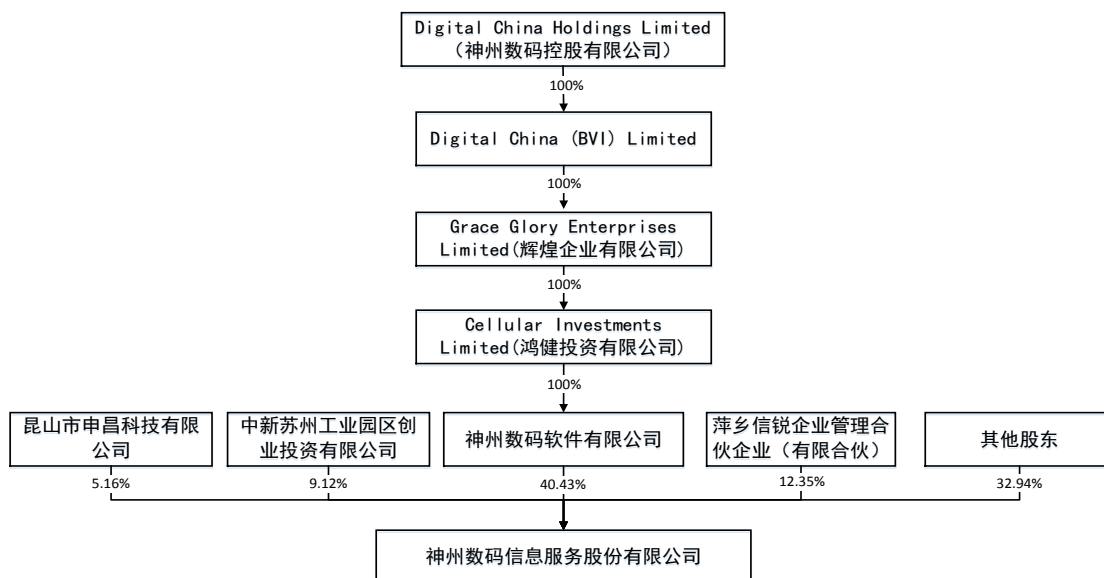 Digital China Holdings Limited
（神州数码控股有限公司）
100%
Digital China (BVI) Limited
100%
Grace Glory Enterprises
Limited(辉煌企业有限公司)
100%
Cellular Investments
Limited(鸿健投资有限公司)
100%
昆山市申昌科技有限
公司
中新苏州工业园区创
业投资有限公司
神州数码软件有限公司
萍乡信锐企业管理合
伙企业（有限合伙）
其他股东
5.16%
9.12%
40.43%
12.35%
32.94%
神州数码信息服务股份有限公司